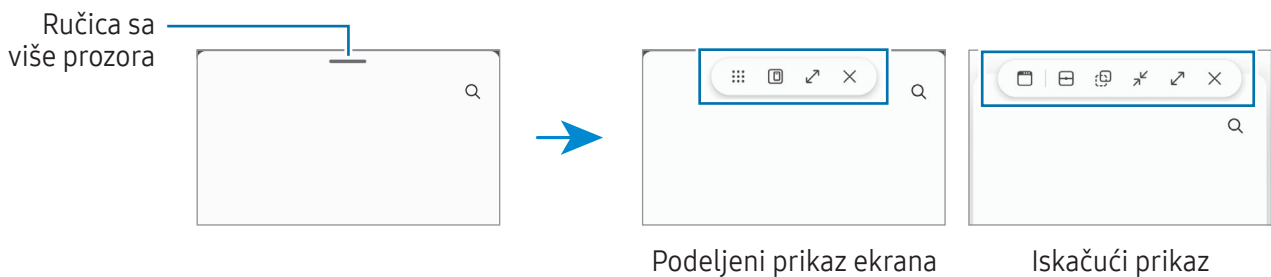 Ručica sa
više prozora
Podeljeni prikaz ekrana
Iskačući prikaz